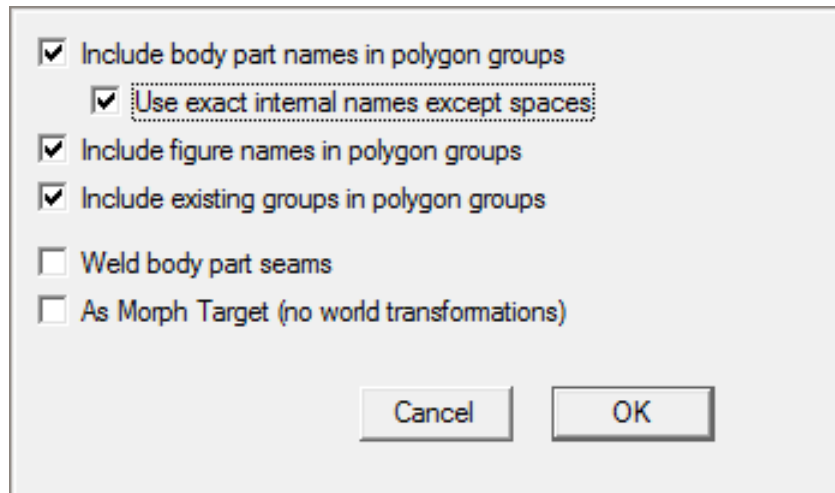 Include body part names in polygon groups
Use exact internal names except spaces
Include figure names in polygon groups
Include existing groups in polygon groups
Weld body part seams
As Morph Target (no world transformations)
Cancel OK